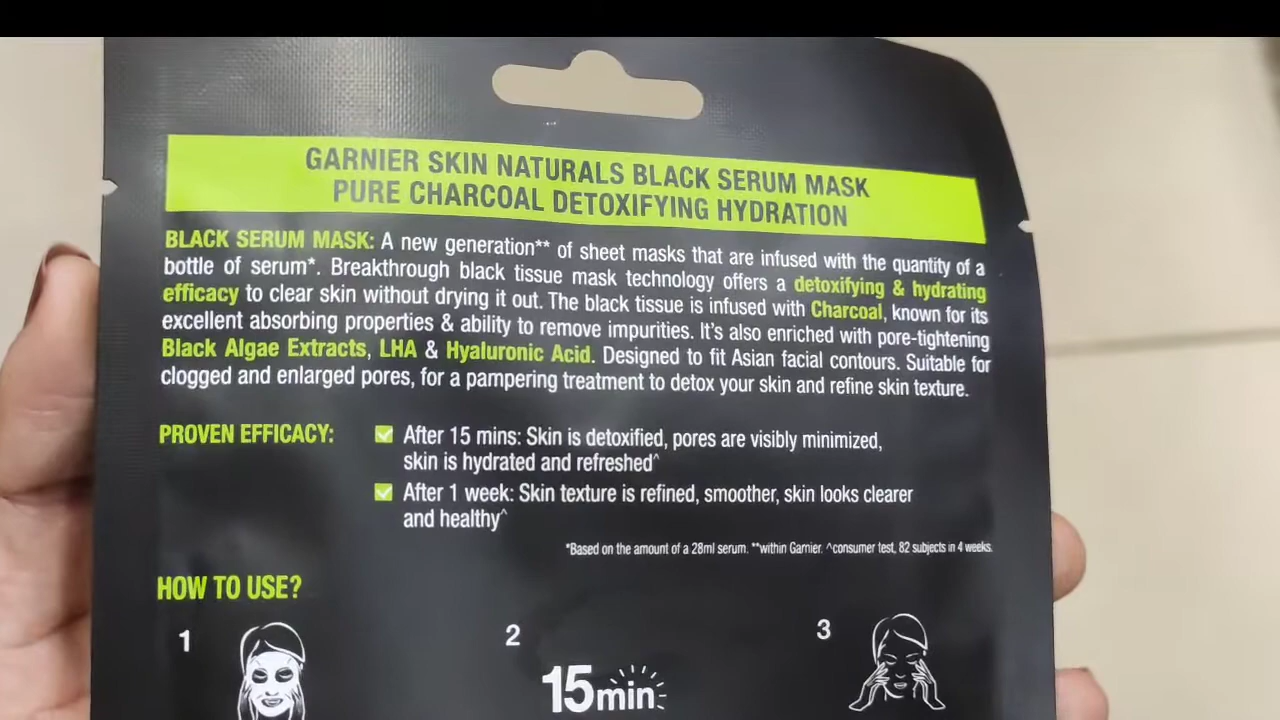 GARNIER SKIN NATURALS BLACK SERUM MASK
PURE CHARCOAL DETOXIFYING HYDRATION
BLACK SERUM MASK: A new generation** of sheet masks that are infused with the quantity of a
bottle of serum*. Breakthrough black tissue mask technology offers a detoxifying & hydrating
efficacy to clear skin without drying it out. The black tissue is infused with Charcoal, known for its
excellent absorbing properties & ability to remove impurities. It's also enriched with pore-tightening
Black Algae Extracts, LHA & Hyaluronic Acid. Designed to fit Asian facial contours. Suitable for
clogged and enlarged pores, for a pampering treatment to detox your skin and refine skin texture.
PROVEN EFFICACY:
After 15 mins: Skin is detoxified, pores are visibly minimized,
skin is hydrated and refreshed^
After 1 week: Skin texture is refined, smoother, skin looks clearer
and healthy^
*Based on the amount of a 28ml serum. **within Garnier. ^consumer test, 82 subjects in 4 weeks.
HOW TO USE?
1
2
3
15min